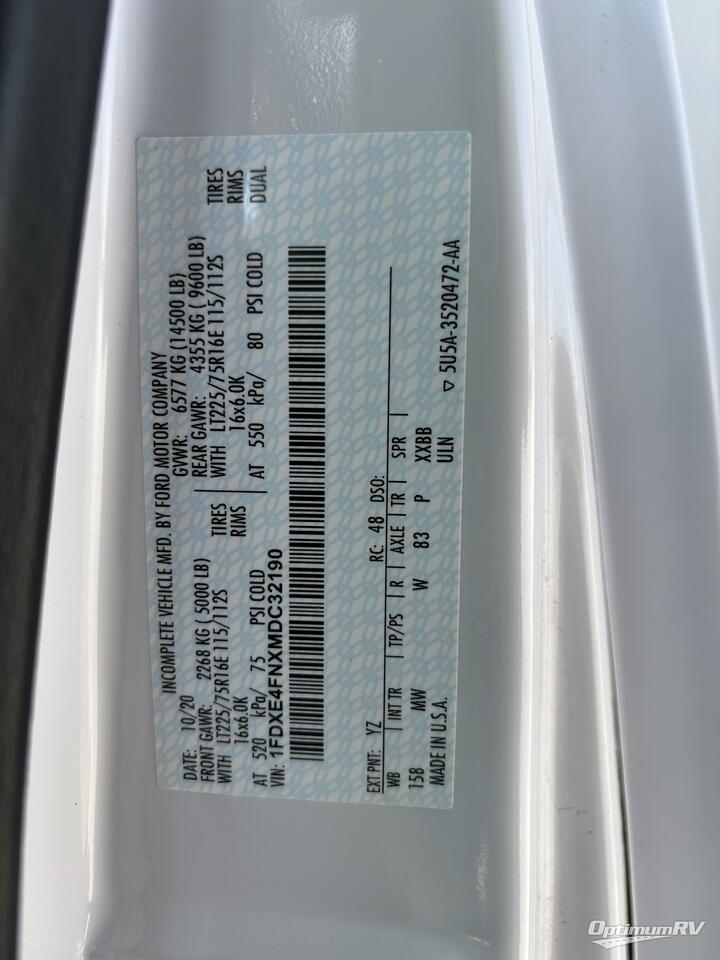 INCOMPLETE VEHICLE MFD. BY FORD MOTOR COMPANY
DATE: 10/20 GVWR: 6577 KG (14500 LB)
FRONT GAWR: 2268 KG ( 5000 LB) REAR GAWR: 4355 KG ( 9600 LB)
WITH LT225/75R16E 115/112S TIRES WITH LT225/75R16E 115/112S TIRES
16x6.0K RIMS 16x6.0K RIMS
AT 520 kPa/ 75 PSI COLD AT 550 kPa/ 80 PSI COLD DUAL
VIN: 1FDXE4FNXMDC32190
EXT PNT: YZ RC: 48 DSO:
WB INT TR TP/PS R AXLE TR SPR
158 MW W 83 P XXBB
MADE IN U.S.A. ULN
▽ 5U5A-3520472-AA
OptimumRV